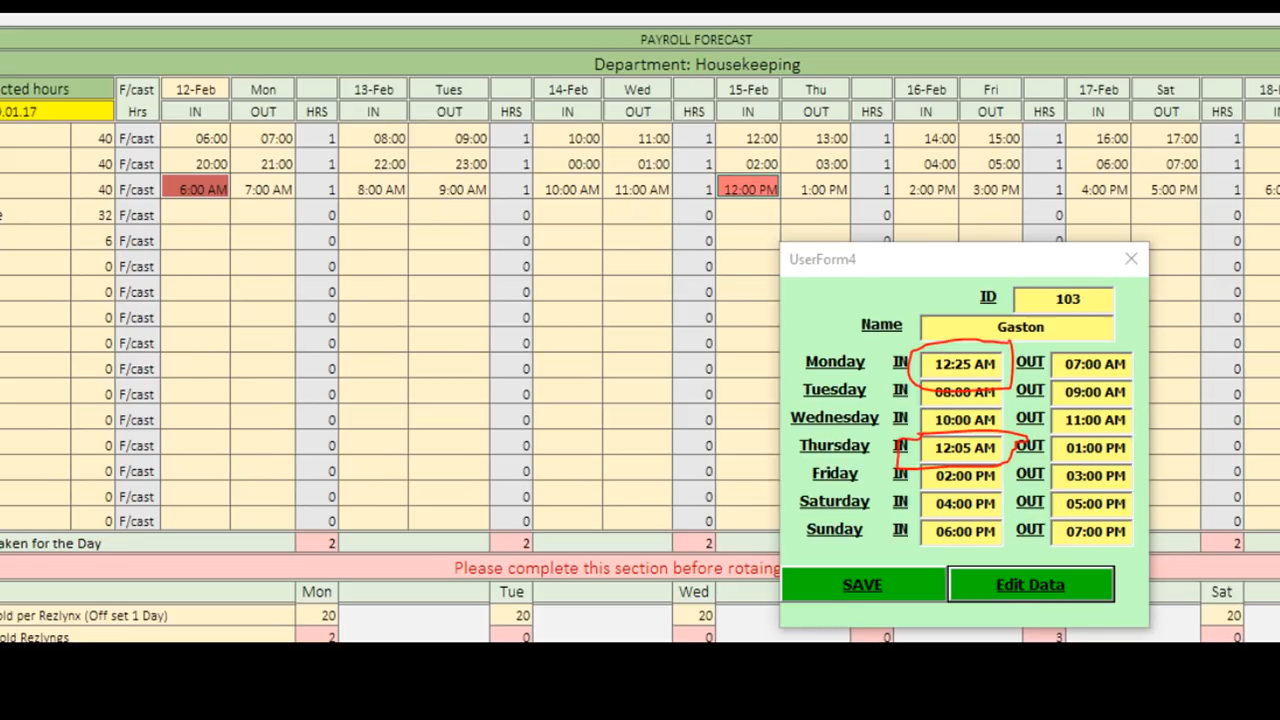 PAYROLL FORECAST
Department: Housekeeping
cted hours F/cast 12-Feb Mon 13-Feb Tues 14-Feb Wed 15-Feb Thu 16-Feb Fri 17-Feb Sat 18-
.01.17 Hrs IN OUT HRS IN OUT HRS IN OUT HRS IN OUT HRS IN OUT HRS IN OUT HRS
40 F/cast 06:00 07:00 1 08:00 09:00 1 10:00 11:00 1 12:00 13:00 1 14:00 15:00 1 16:00 17:00 1
40 F/cast 20:00 21:00 1 22:00 23:00 1 00:00 01:00 1 02:00 03:00 1 04:00 05:00 1 06:00 07:00 1
40 F/cast 6:00 AM 7:00 AM 1 8:00 AM 9:00 AM 1 10:00 AM 11:00 AM 1 12:00 PM 1:00 PM 1 2:00 PM 3:00 PM 1 4:00 PM 5:00 PM 1 6:0
e 32 F/cast 0 0 0 0 0 0
6 F/cast 0 0 0 0 0 0
0 F/cast 0 0 0 0
0 F/cast 0 0 0 0
0 F/cast 0 0 0 0
0 F/cast 0 0 0 0
0 F/cast 0 0 0 0
0 F/cast 0 0 0 0
0 F/cast 0 0 0 0
0 F/cast 0 0 0 0
0 F/cast 0 0 0 0
0 F/cast 0 0 0 0
0 F/cast 0 0 0 0
aken for the Day 2 2 2 2
Please complete this section before rotaing
Mon Tue Wed Sat
old per Rezlynx (Off set 1 Day) 20 20 20 20
old Rezlyngs 2 0 0 0 3 0
UserForm4
ID 103
Name Gaston
Monday IN 12:25 AM OUT 07:00 AM
Tuesday IN 08:00 AM OUT 09:00 AM
Wednesday IN 10:00 AM OUT 11:00 AM
Thursday IN 12:05 AM OUT 01:00 PM
Friday IN 02:00 PM OUT 03:00 PM
Saturday IN 04:00 PM OUT 05:00 PM
Sunday IN 06:00 PM OUT 07:00 PM
SAVE Edit Data